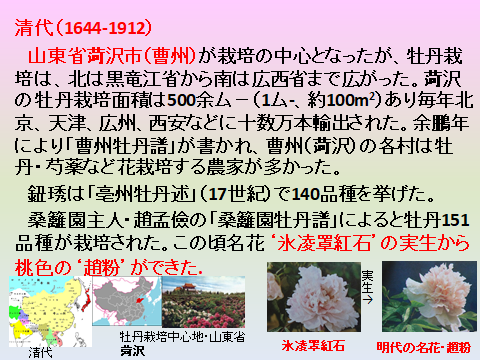 清代(1644-1912)
山東省菏沢市(曹州)が栽培の中心となったが、牡丹栽
培は、北は黒竜江省から南は広西省まで広がった。菏沢
の牡丹栽培面積は500余ムー(1ム-、約100m²)あり毎年北
京、天津、広州、西安などに十数万本輸出された。余鵬年
により「曹州牡丹譜」が書かれ、曹州(菏沢)の各村は牡
丹・芍薬など花栽培する農家が多かった。
鈕琇は「亳州牡丹述」(17世紀)で140品種を挙げた。
桑籬園主人・趙孟儉の「桑籬園牡丹譜」によると牡丹151
品種が栽培された。この頃名花‘氷凌罩紅石’の実生から
桃色の‘趙粉’ができた.
清代
牡丹栽培中心地・山東省
菏沢
氷凌罩紅石
実生→
明代の名花・趙粉